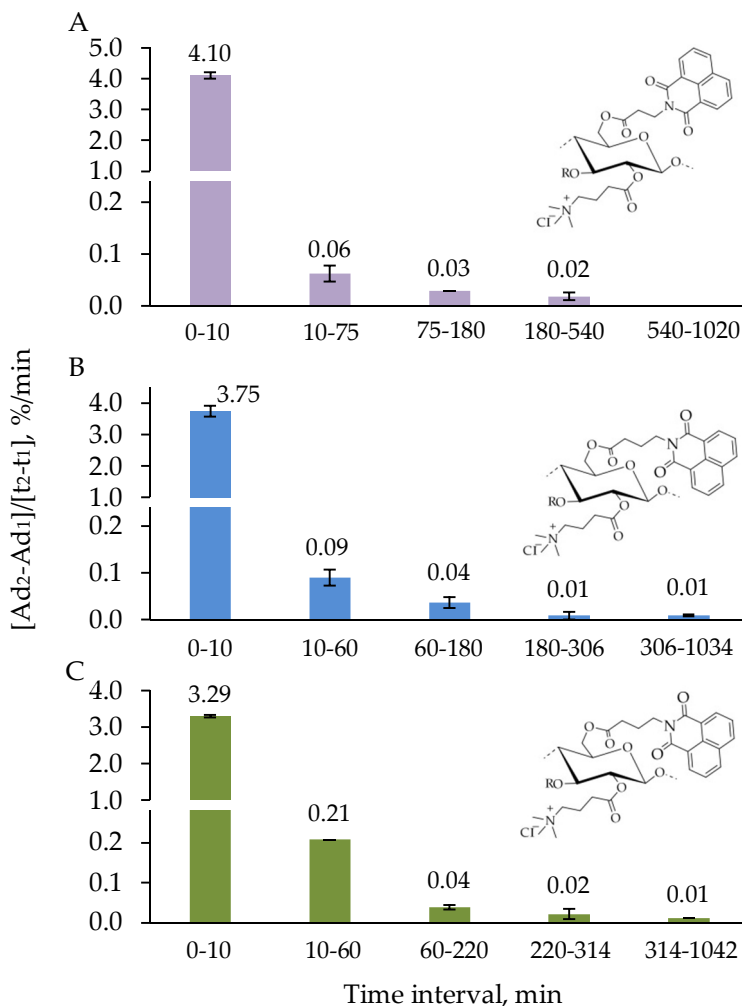 A
5.0
4.0
3.0
2.0
1.0
0.2
0.1
0.0
4.10
0.06
0.03
0.02
0-10
10-75
75-180
180-540
540-1020
O
N
O
O
O
O
RO
O
O
O
N
+
Cl−
B
4.0
3.0
2.0
1.0
0.2
0.1
0.0
3.75
0.09
0.04
0.01
0.01
0-10
10-60
60-180
180-306
306-1034
O
N
O
O
O
O
RO
O
O
O
N
+
Cl−
[Ad2-Ad1]/[t2-t1], %/min
C
4.0
3.0
2.0
1.0
0.2
0.1
0.0
3.29
0.21
0.04
0.02
0.01
0-10
10-60
60-220
220-314
314-1042
O
N
O
O
O
O
RO
O
O
O
N
+
Cl−
Time interval, min